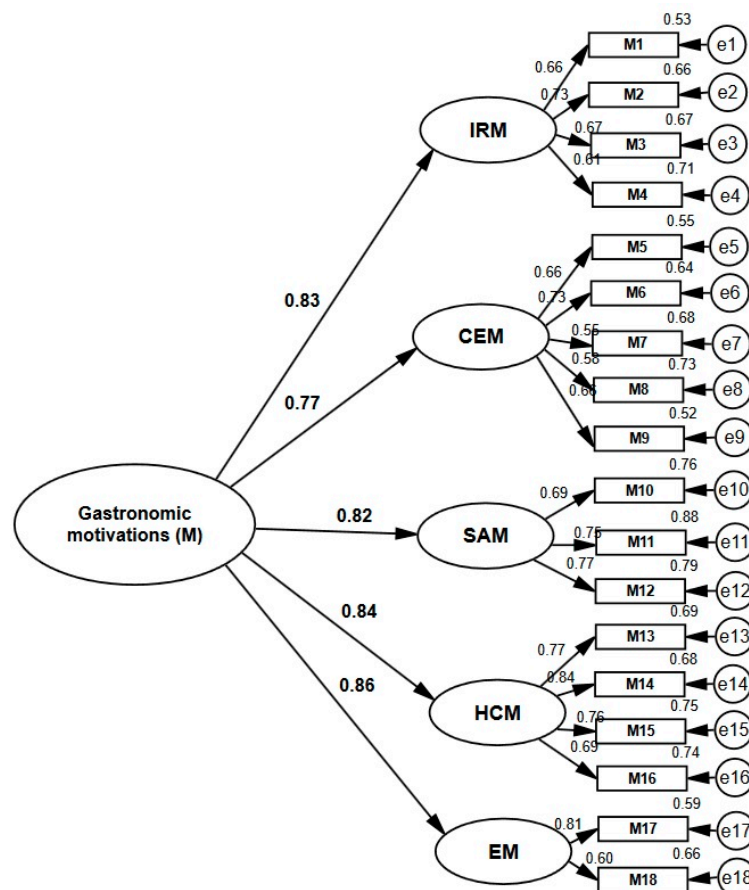 0.53
M1
e1
0.66
0.66
M2
e2
0.73
IRM
0.67
0.67
M3
e3
0.61
0.71
M4
e4
0.55
M5
e5
0.66
0.64
M6
e6
0.73
0.83
CEM
0.68
0.55
M7
e7
0.58
0.73
M8
e8
0.66
0.77
0.52
M9
e9
0.76
M10
e10
0.69
Gastronomic
motivations (M)
0.82
SAM
0.88
0.75
M11
e11
0.77
0.79
M12
e12
0.69
M13
e13
0.77
0.84
0.68
M14
e14
0.84
0.86
HCM
0.75
0.76
M15
e15
0.69
0.74
M16
e16
0.59
M17
e17
0.81
EM
0.66
0.60
M18
e18